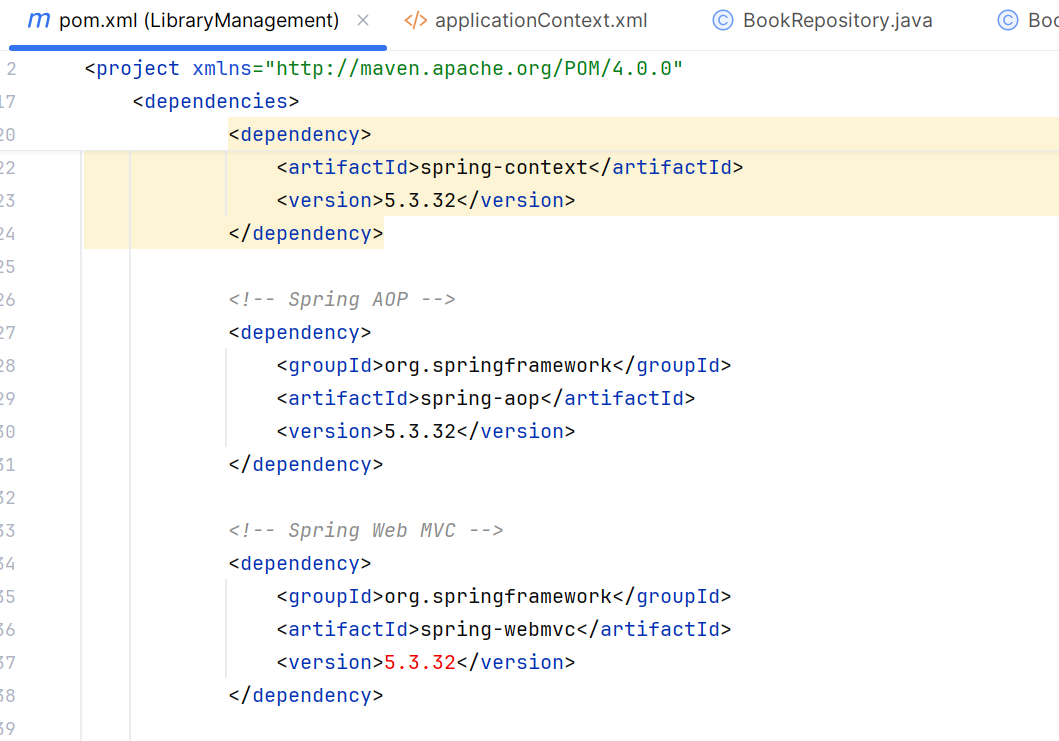 m pom.xml (LibraryManagement) × </> applicationContext.xml © BookRepository.java © Boo
2 <project xmlns="http://maven.apache.org/POM/4.0.0"
17 <dependencies>
20 <dependency>
22 <artifactId>spring-context</artifactId>
23 <version>5.3.32</version>
24 </dependency>
25
26 <!-- Spring AOP -->
27 <dependency>
28 <groupId>org.springframework</groupId>
29 <artifactId>spring-aop</artifactId>
30 <version>5.3.32</version>
31 </dependency>
32
33 <!-- Spring Web MVC -->
34 <dependency>
35 <groupId>org.springframework</groupId>
36 <artifactId>spring-webmvc</artifactId>
37 <version>5.3.32</version>
38 </dependency>
39